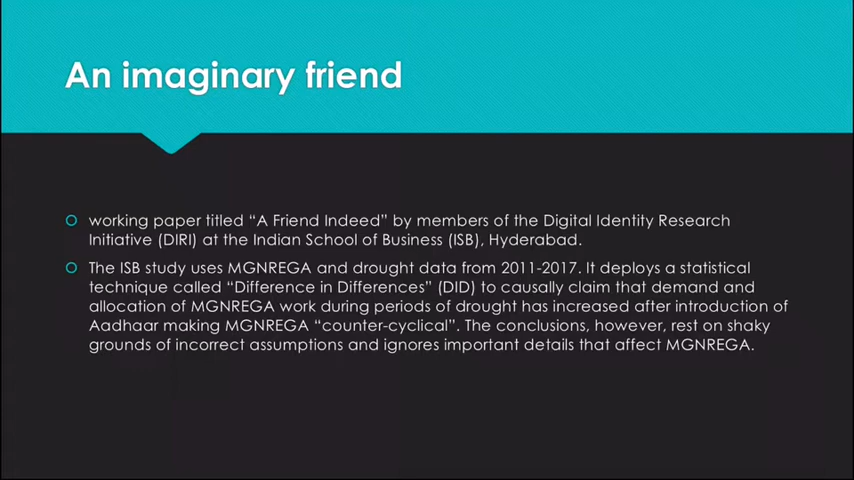 An imaginary friend
working paper titled “A Friend Indeed” by members of the Digital Identity Research
Initiative (DIRI) at the Indian School of Business (ISB), Hyderabad.
The ISB study uses MGNREGA and drought data from 2011-2017. It deploys a statistical
technique called “Difference in Differences” (DID) to causally claim that demand and
allocation of MGNREGA work during periods of drought has increased after introduction of
Aadhaar making MGNREGA “counter-cyclical”. The conclusions, however, rest on shaky
grounds of incorrect assumptions and ignores important details that affect MGNREGA.